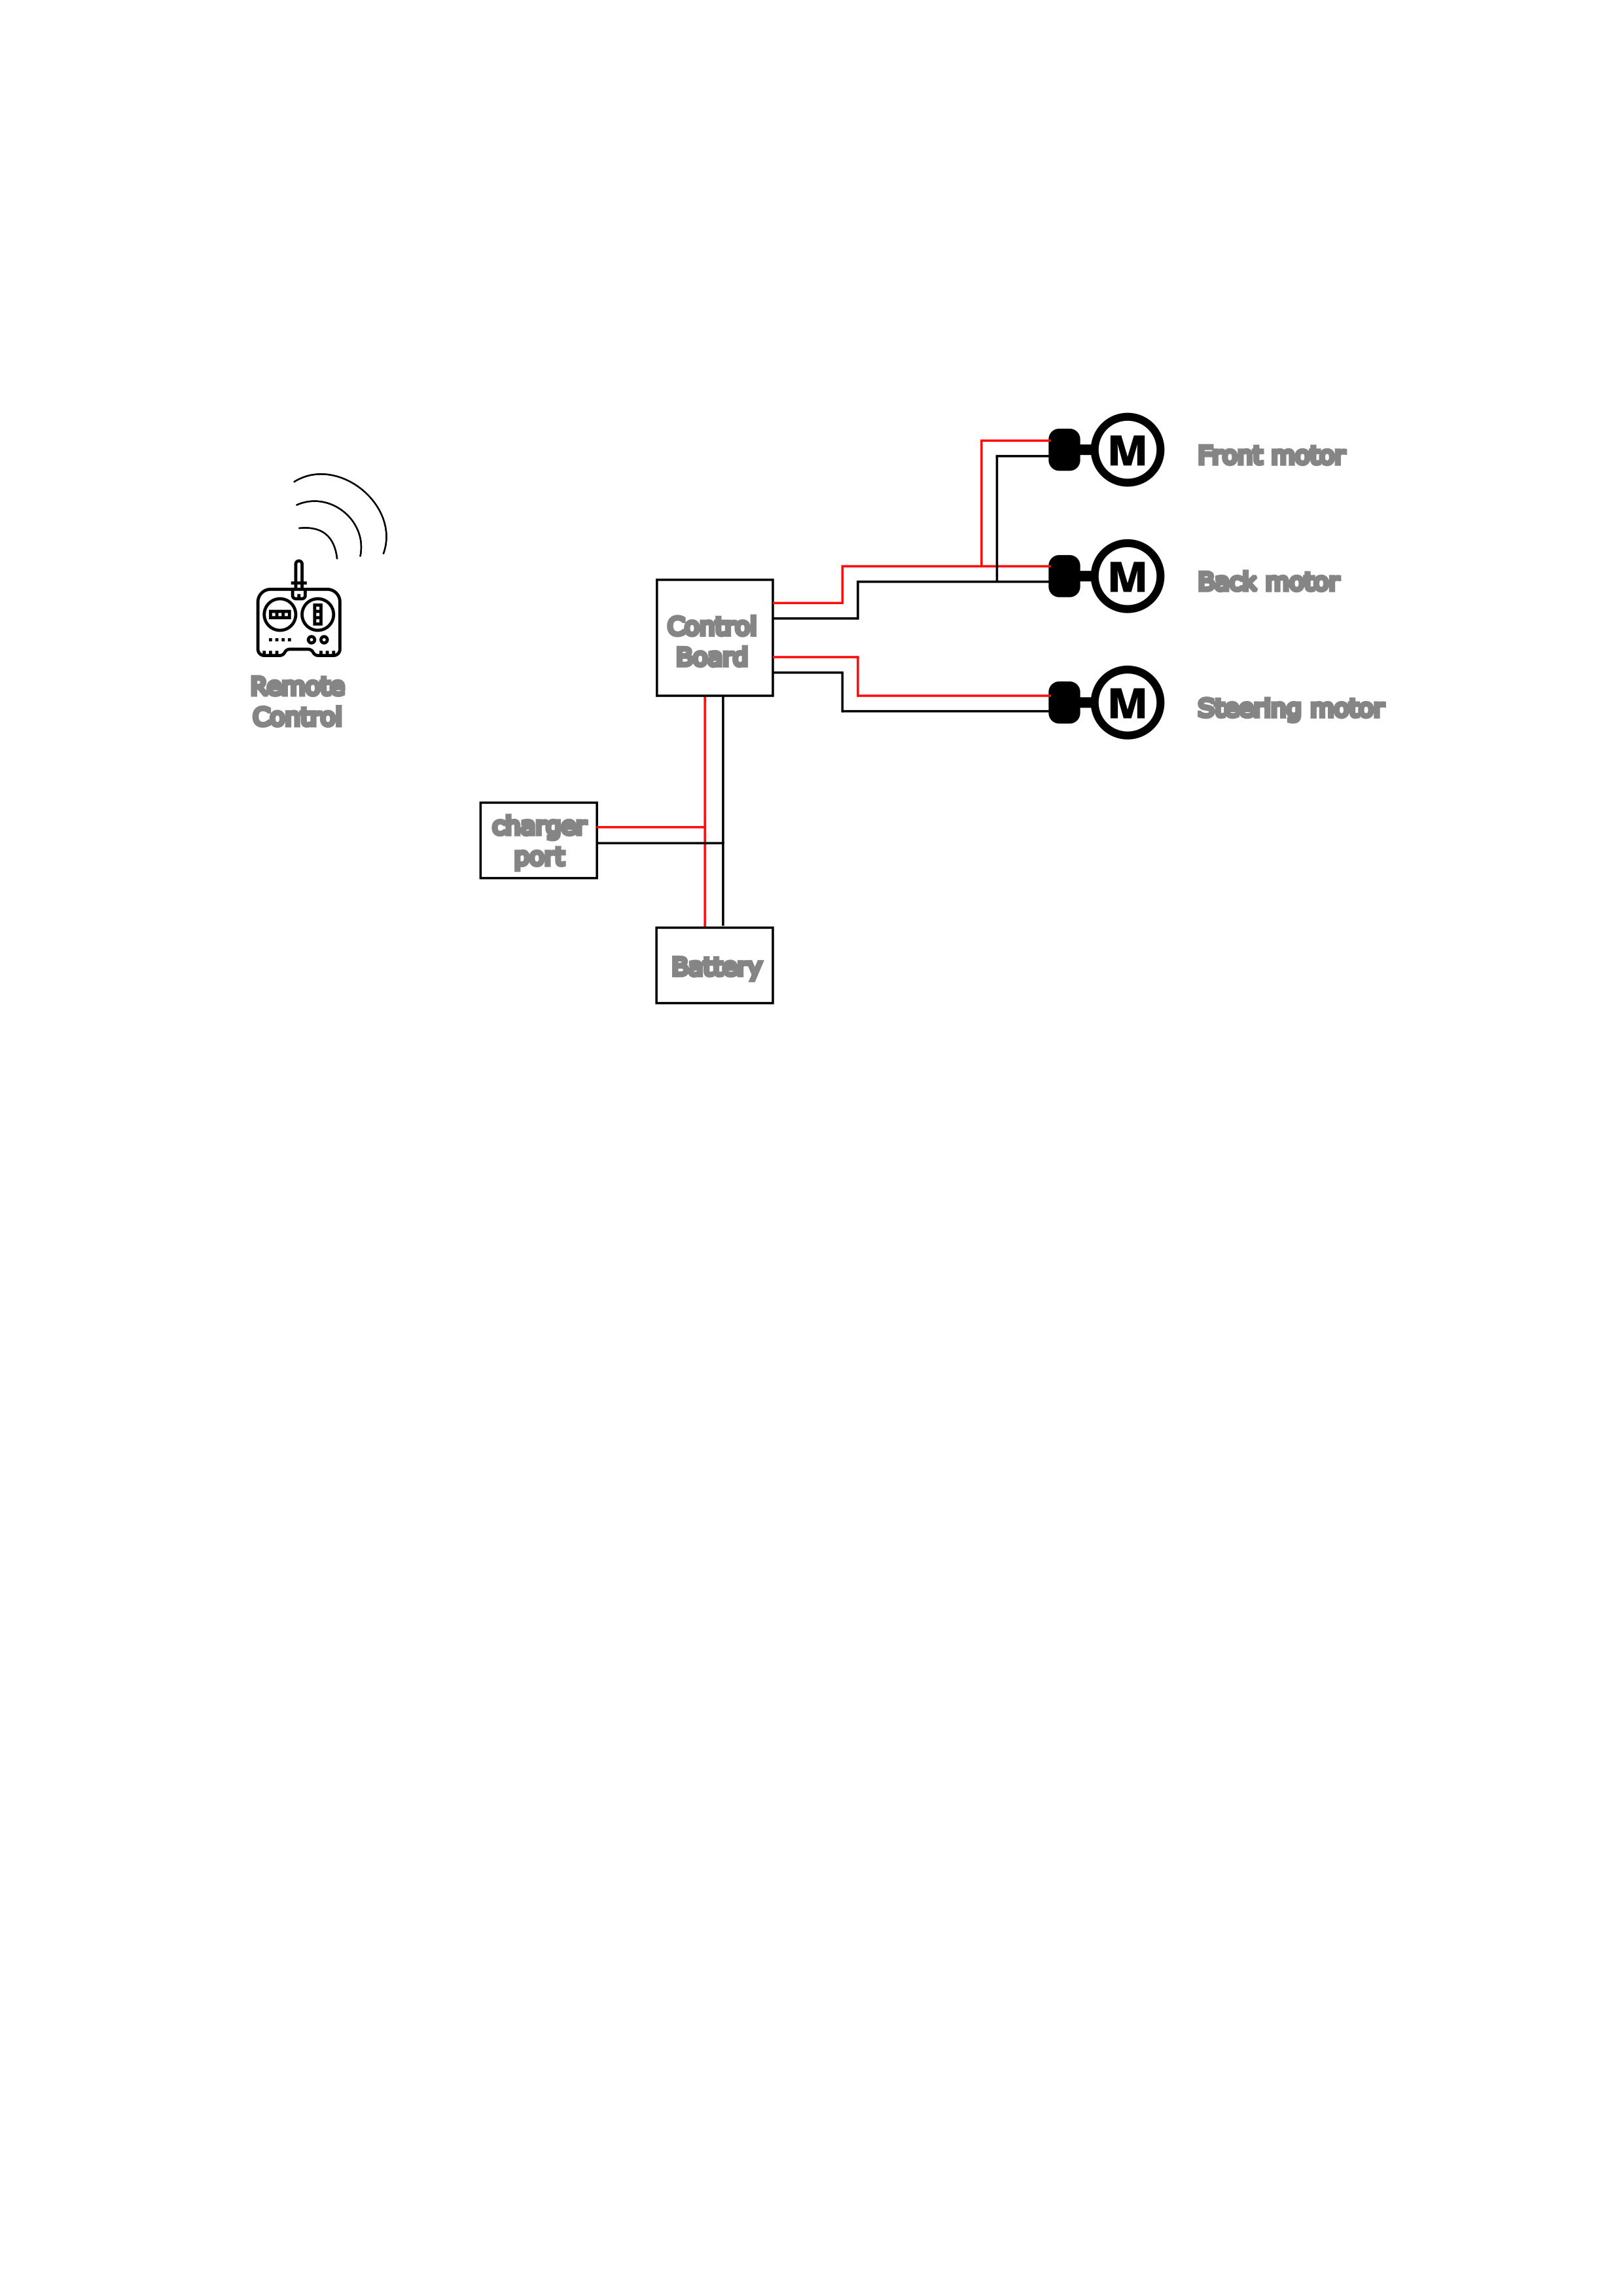 M
Front motor
M
Back motor
Control
Board
Remote
Control
M
Steering motor
charger
port
Battery